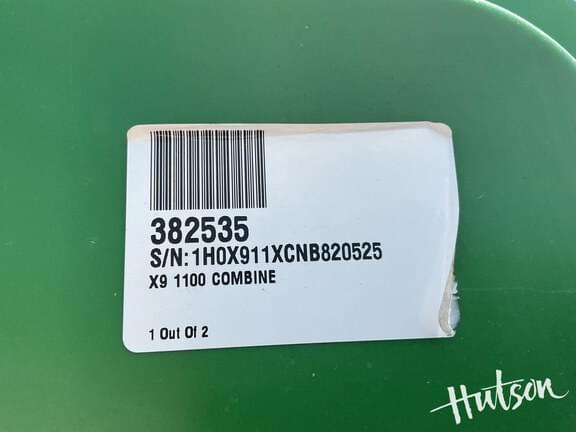 382535
S/N:1H0X911XCNB820525
X9 1100 COMBINE
1 Out Of 2
Hutson